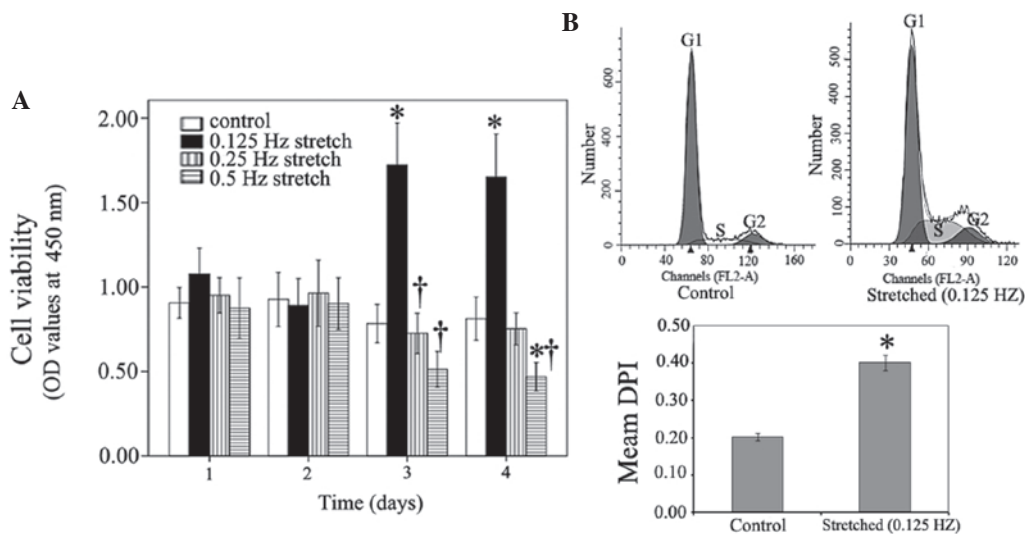 A
2.00
1.50
1.00
0.50
0.00
Cell viability
(OD values at 450 nm)
control
0.125 Hz stretch
0.25 Hz stretch
0.5 Hz stretch
*
*
†
†
*†
1 2 3 4
Time (days)
B
G1
S
G2
600
400
200
0
Number
0 40 80 120 160
Channels (FL2-A)
Control
G1
S
G2
500
400
300
200
100
0
Number
0 30 60 90 120
Channels (FL2-A)
Stretched (0.125 HZ)
0.50
0.40
0.30
0.20
0.10
0.00
Meam DPI
*
Control Stretched (0.125 HZ)